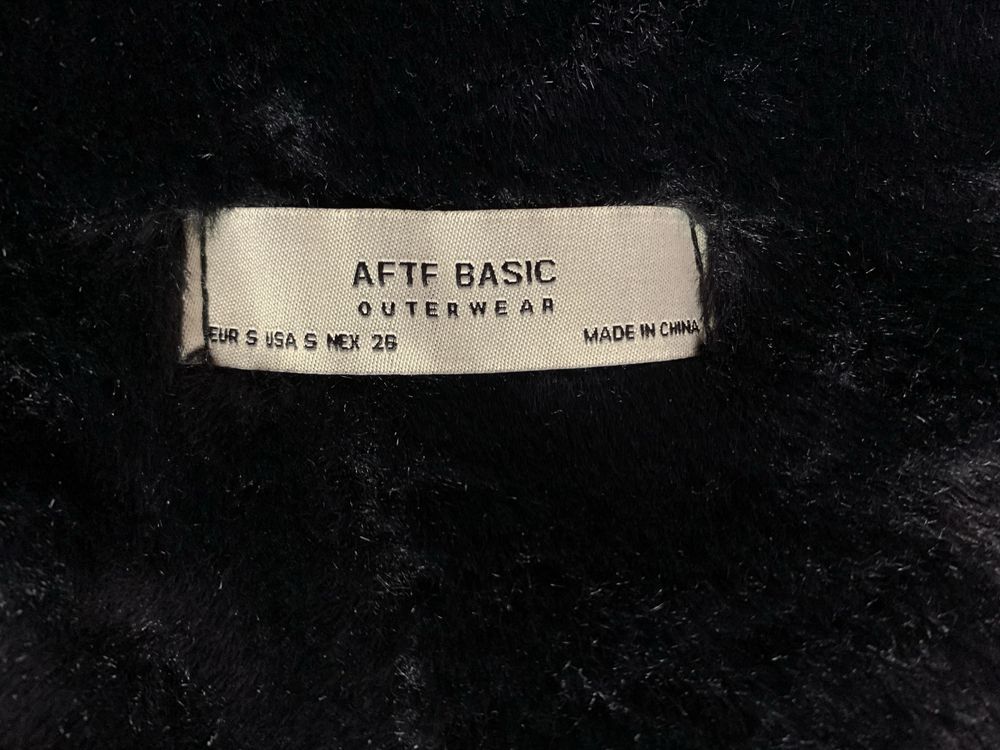 AFTF BASIC
OUTERWEAR
EUR S USA S MEX 26
MADE IN CHINA